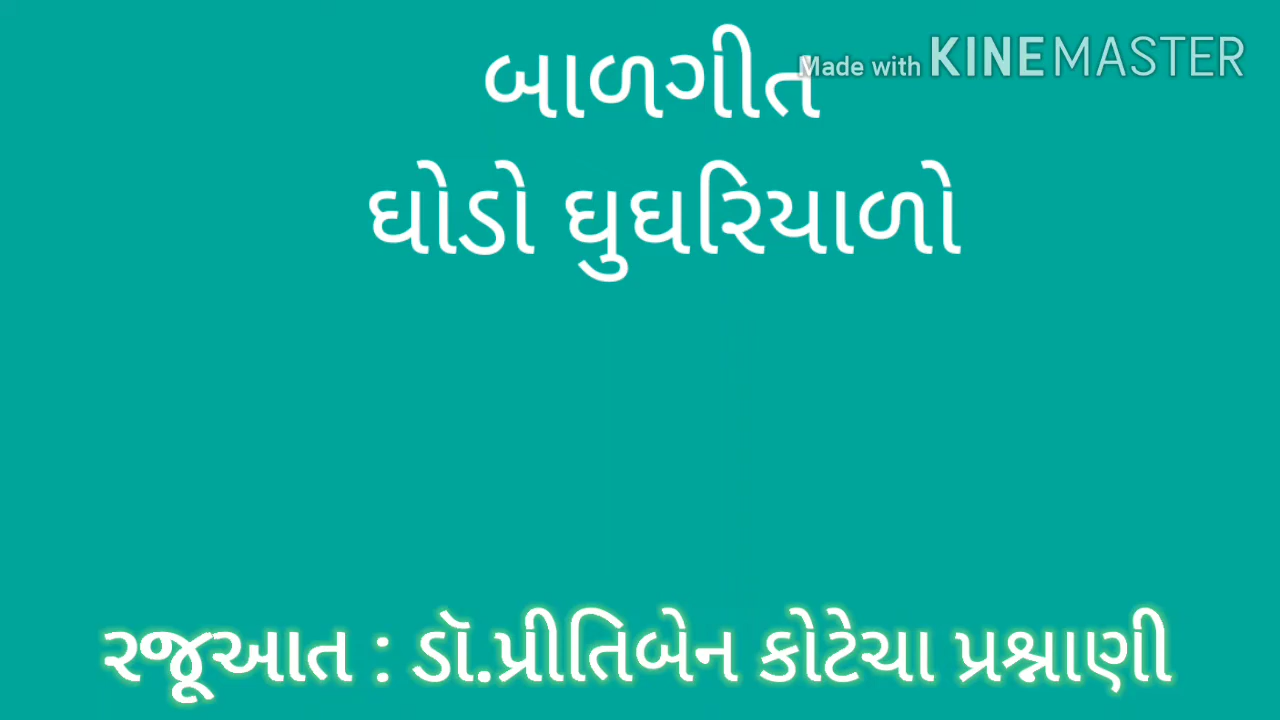 બાળગીત
Made with KINEMASTER
ઘોડો ઘુઘરિયાળો
રજૂઆત : ડૉ.પ્રીતિબેન કોટેચા પ્રશ્નાણી